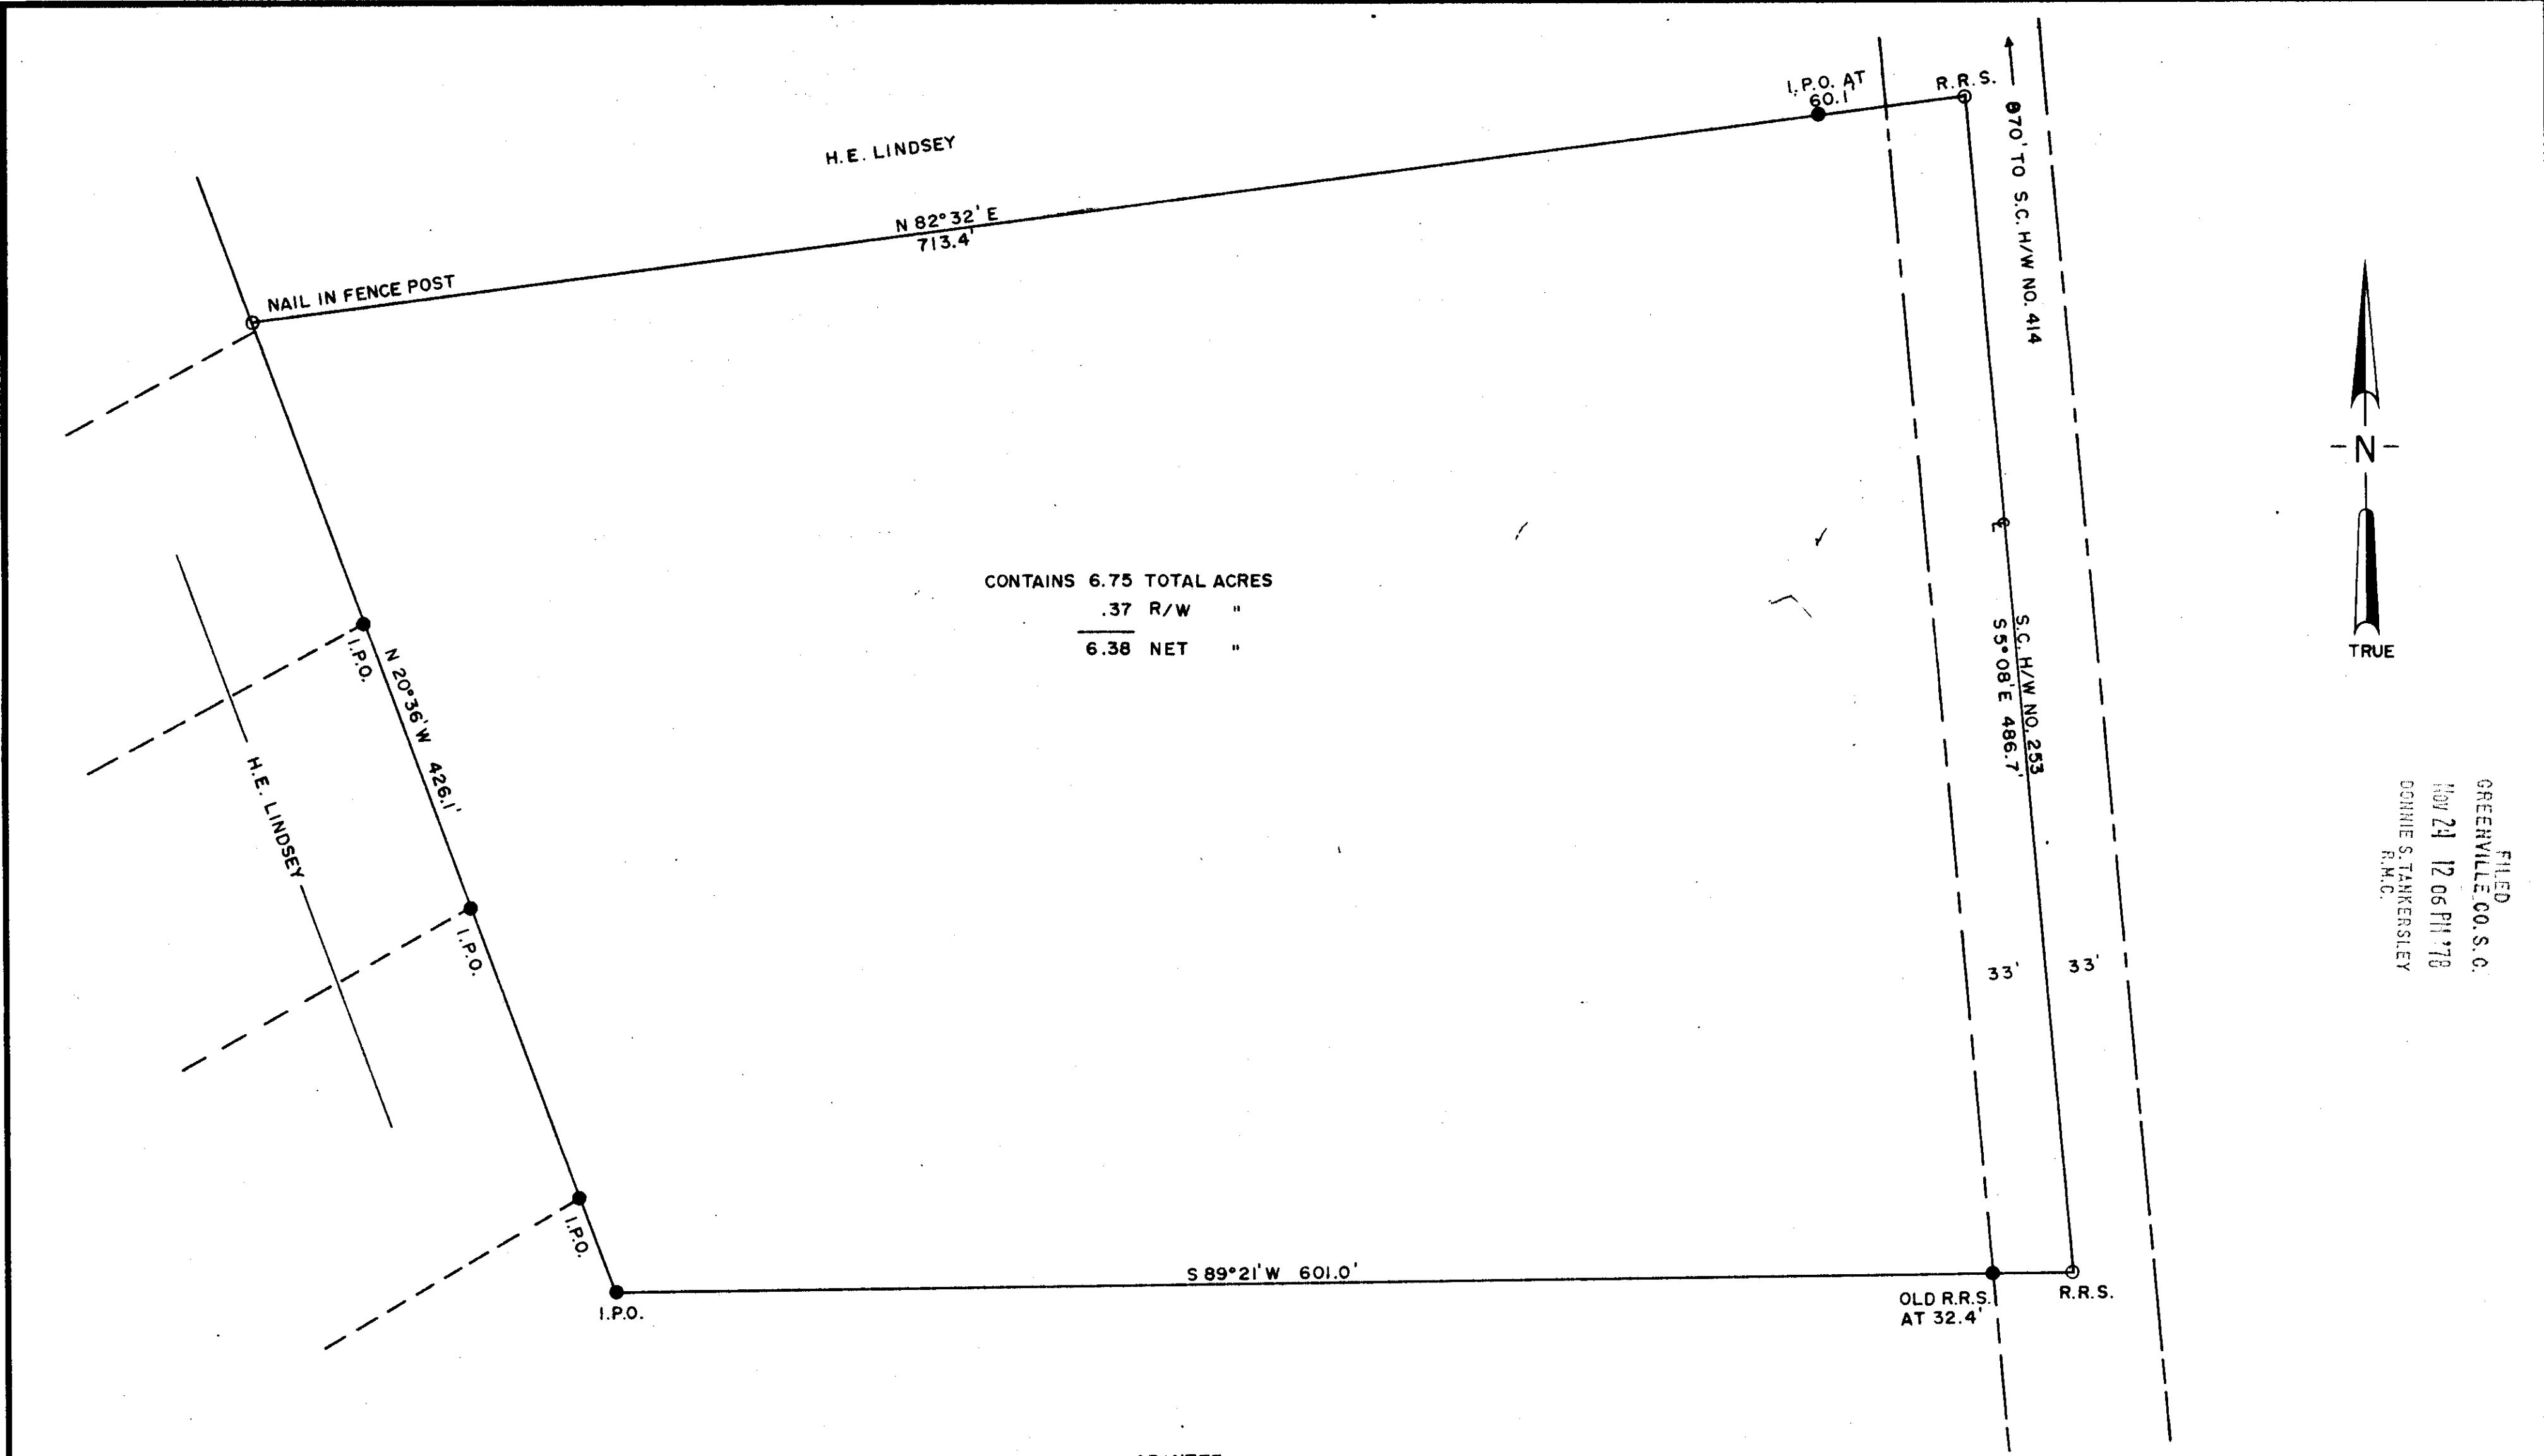 I.P.O. AT
60.1'
R.R.S.
870' TO S.C. H/W NO. 414
H.E. LINDSEY
N 82°32' E
713.4'
NAIL IN FENCE POST
CONTAINS 6.75 TOTAL ACRES
.37 R/W "
6.38 NET "
-N-
TRUE
I.P.O.
N 20°36' W 426.1'
H.E. LINDSEY
S.C. H/W NO. 253
S 5°08' E 486.7'
FILED
GREENVILLE CO. S. C.
NOV 21 12 06 PM '78
DONNIE S. TANKERSLEY
R.M.C.
I.P.O.
33'
33'
I.P.O.
S 89°21' W 601.0'
I.P.O.
OLD R.R.S.
AT 32.4'
R.R.S.